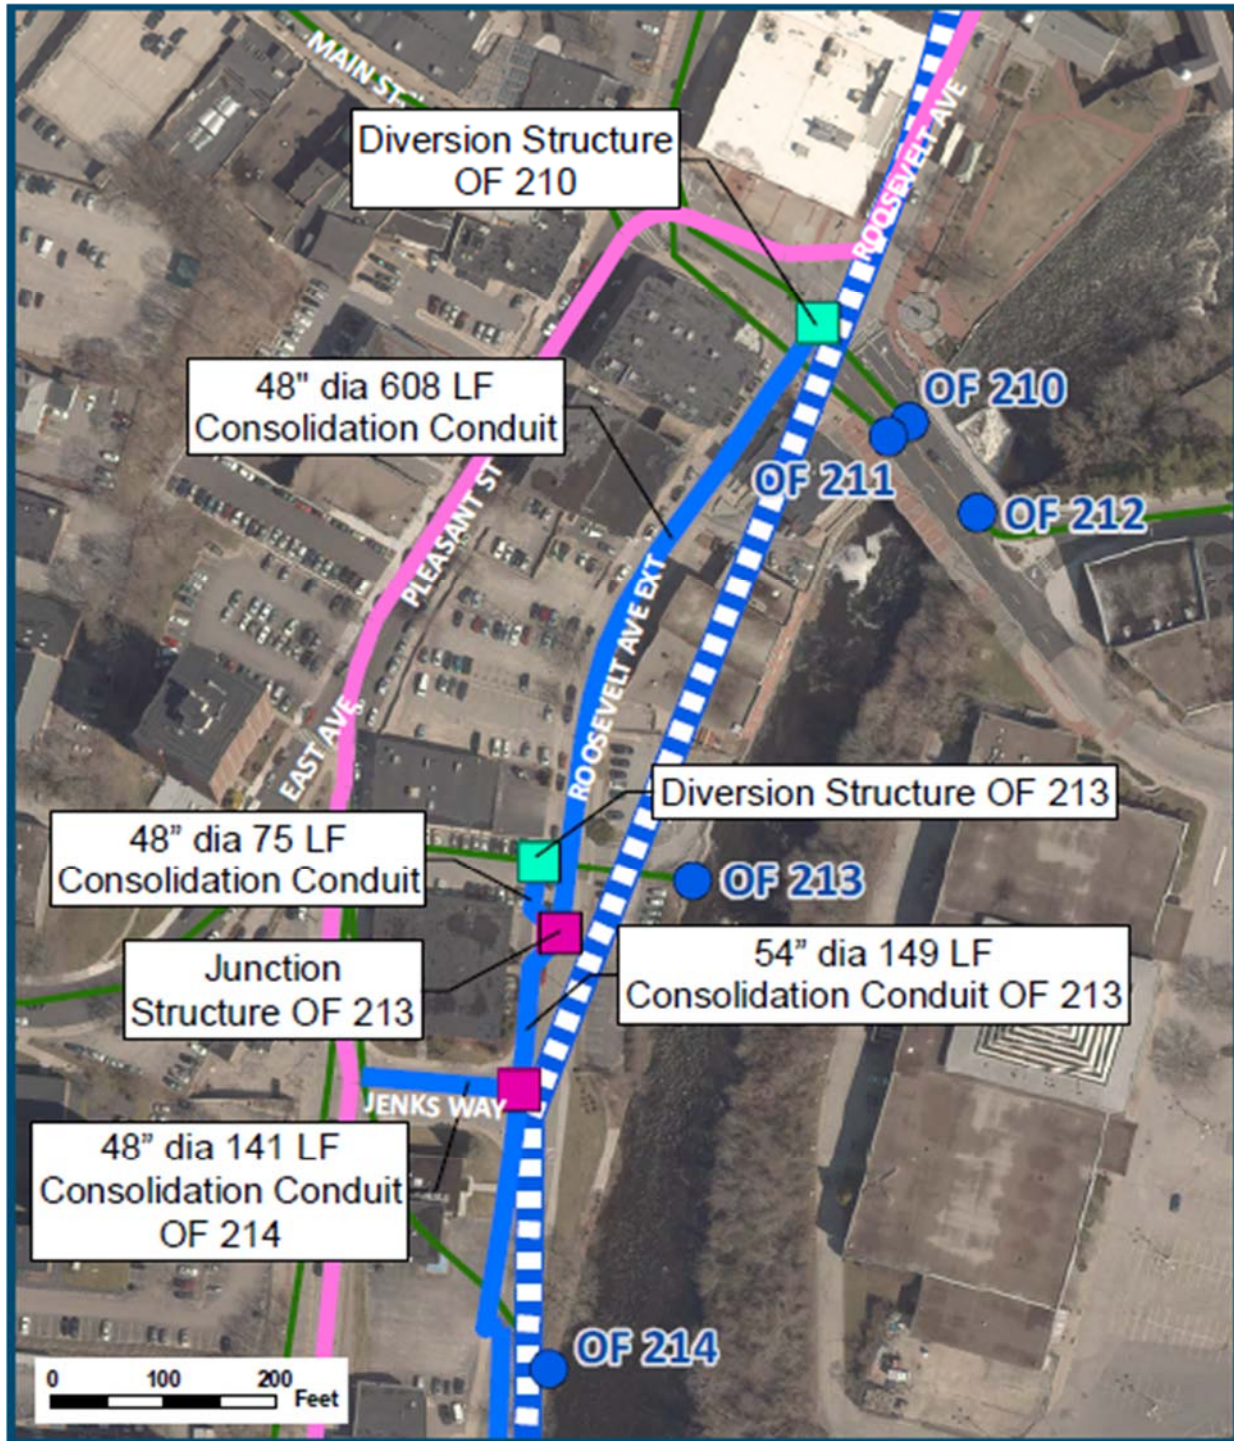 MAIN ST.
Diversion Structure
OF 210
ROOSEVELT AVE
48" dia 608 LF
Consolidation Conduit
OF 210
OF 211
OF 212
PLEASANT ST
ROOSEVELT AVE EXT
EAST AVE
Diversion Structure OF 213
48” dia 75 LF
Consolidation Conduit
OF 213
Junction
Structure OF 213
54” dia 149 LF
Consolidation Conduit OF 213
JENKS WAY
48” dia 141 LF
Consolidation Conduit
OF 214
OF 214
0 100 200
Feet